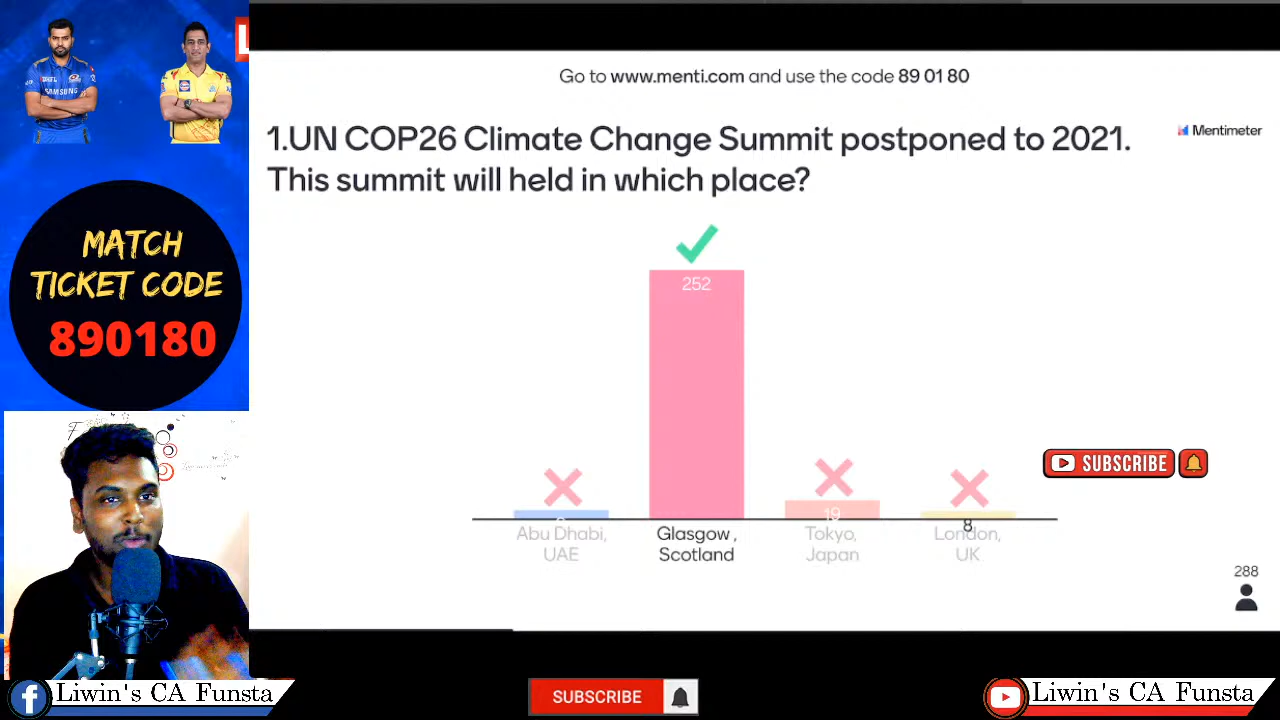 Go to www.menti.com and use the code 89 01 80
1.UN COP26 Climate Change Summit postponed to 2021.
This summit will held in which place?
Mentimeter
SAMSUNG
MATCH
TICKET CODE
890180
252
19
8
Abu Dhabi,
UAE
Glasgow ,
Scotland
Tokyo,
Japan
London,
UK
SUBSCRIBE
288
Liwin's CA Funsta
SUBSCRIBE
Liwin's CA Funsta